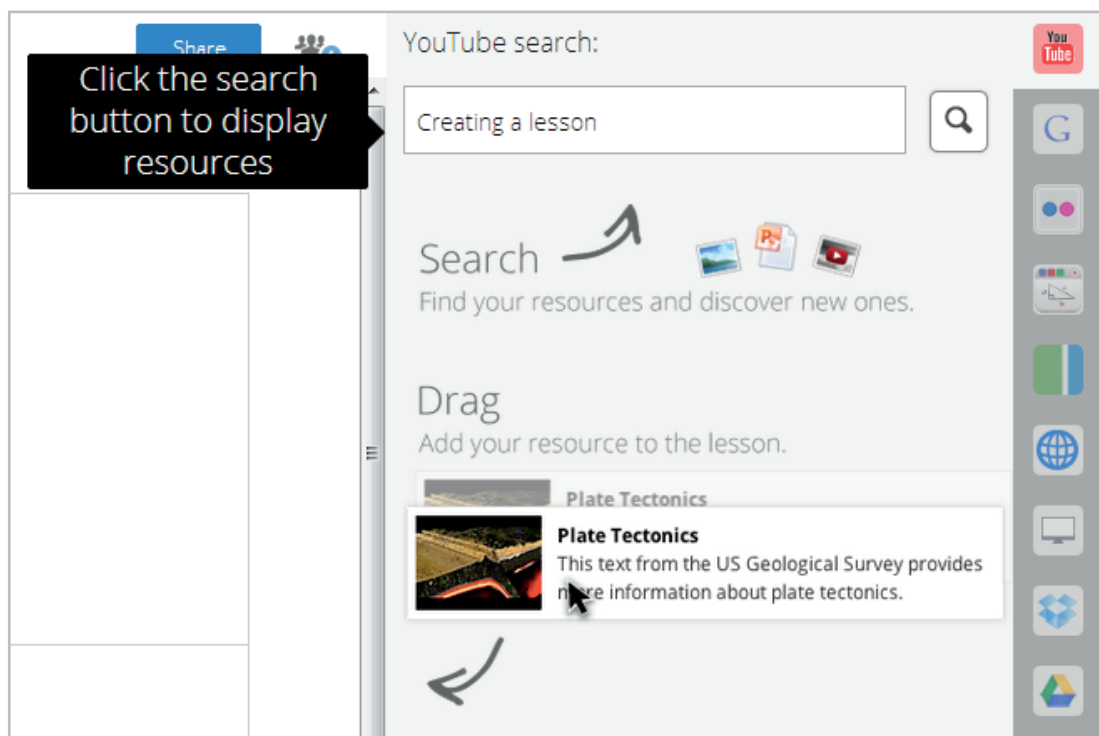 Share
YouTube search:
You
Tube
Click the search
button to display
resources
Creating a lesson
G
Search
Find your resources and discover new ones.
Drag
Add your resource to the lesson.
Plate Tectonics
Plate Tectonics
This text from the US Geological Survey provides
more information about plate tectonics.